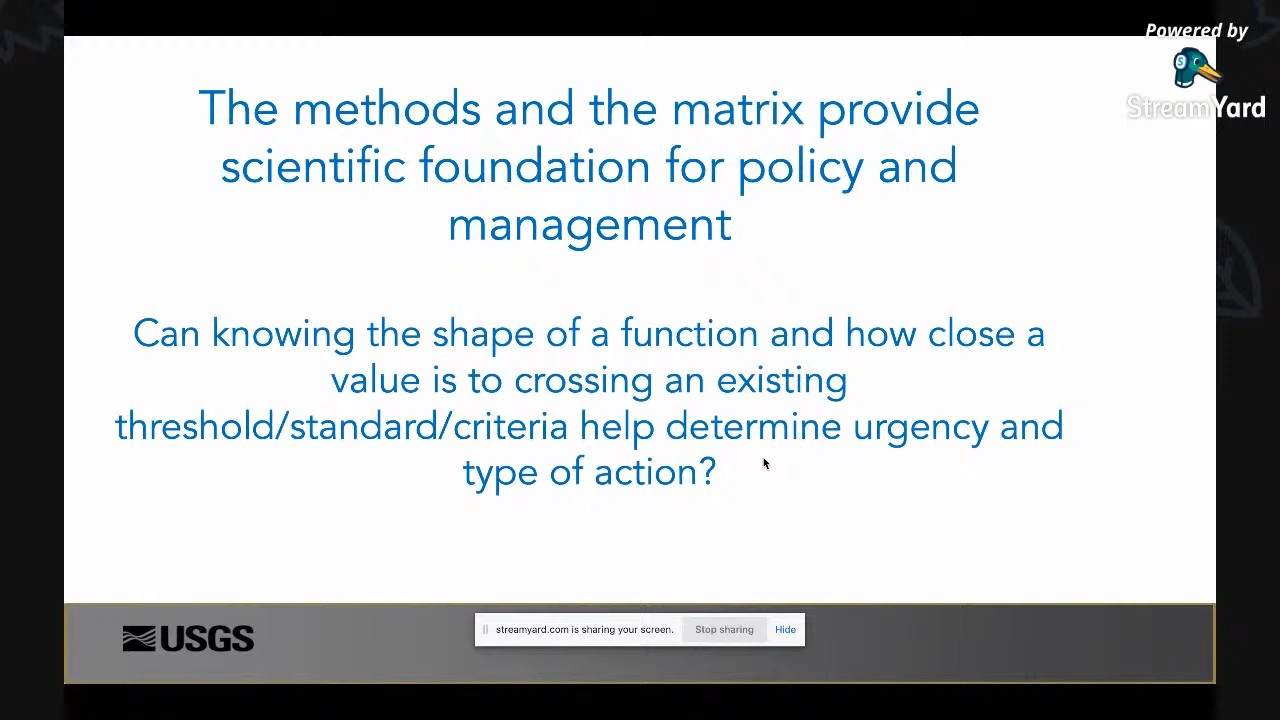 Powered by
StreamYard
The methods and the matrix provide
scientific foundation for policy and
management
Can knowing the shape of a function and how close a
value is to crossing an existing
threshold/standard/criteria help determine urgency and
type of action?
streamyard.com is sharing your screen. Stop sharing Hide
USGS